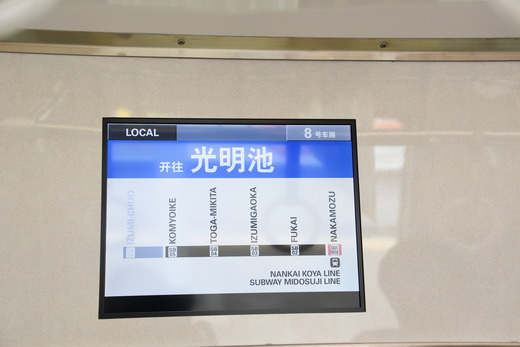 LOCAL
8 号车厢
开往 光明池
IZUMI-CHUO
KOMYOIKE
TOGA-MIKITA
IZUMIGAOKA
FUKAI
NAKAMOZU
NANKAI KOYA LINE
SUBWAY MIDOSUJI LINE